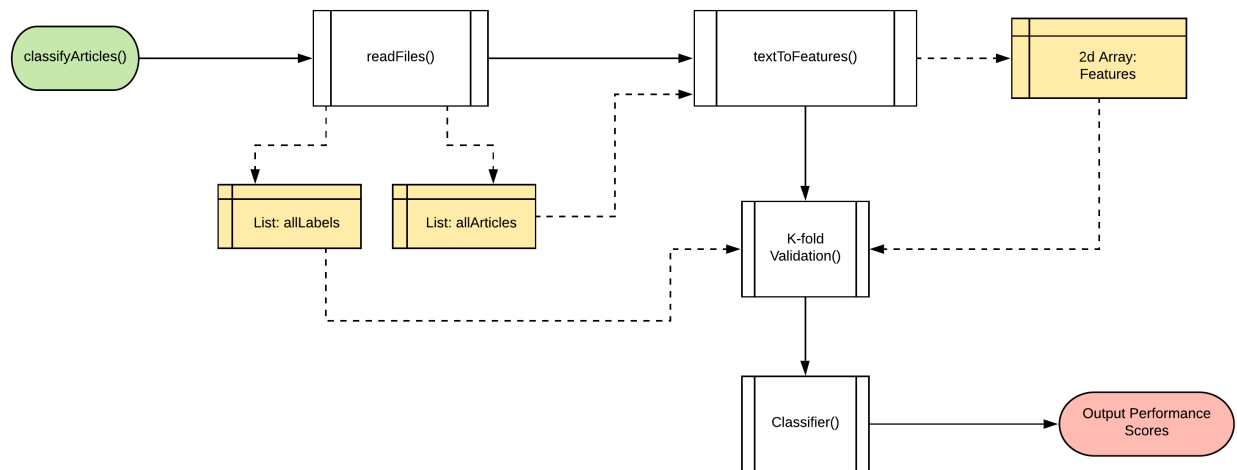 classifyArticles()
readFiles()
textToFeatures()
2d Array:
Features
List: allLabels
List: allArticles
K-fold
Validation()
Classifier()
Output Performance
Scores